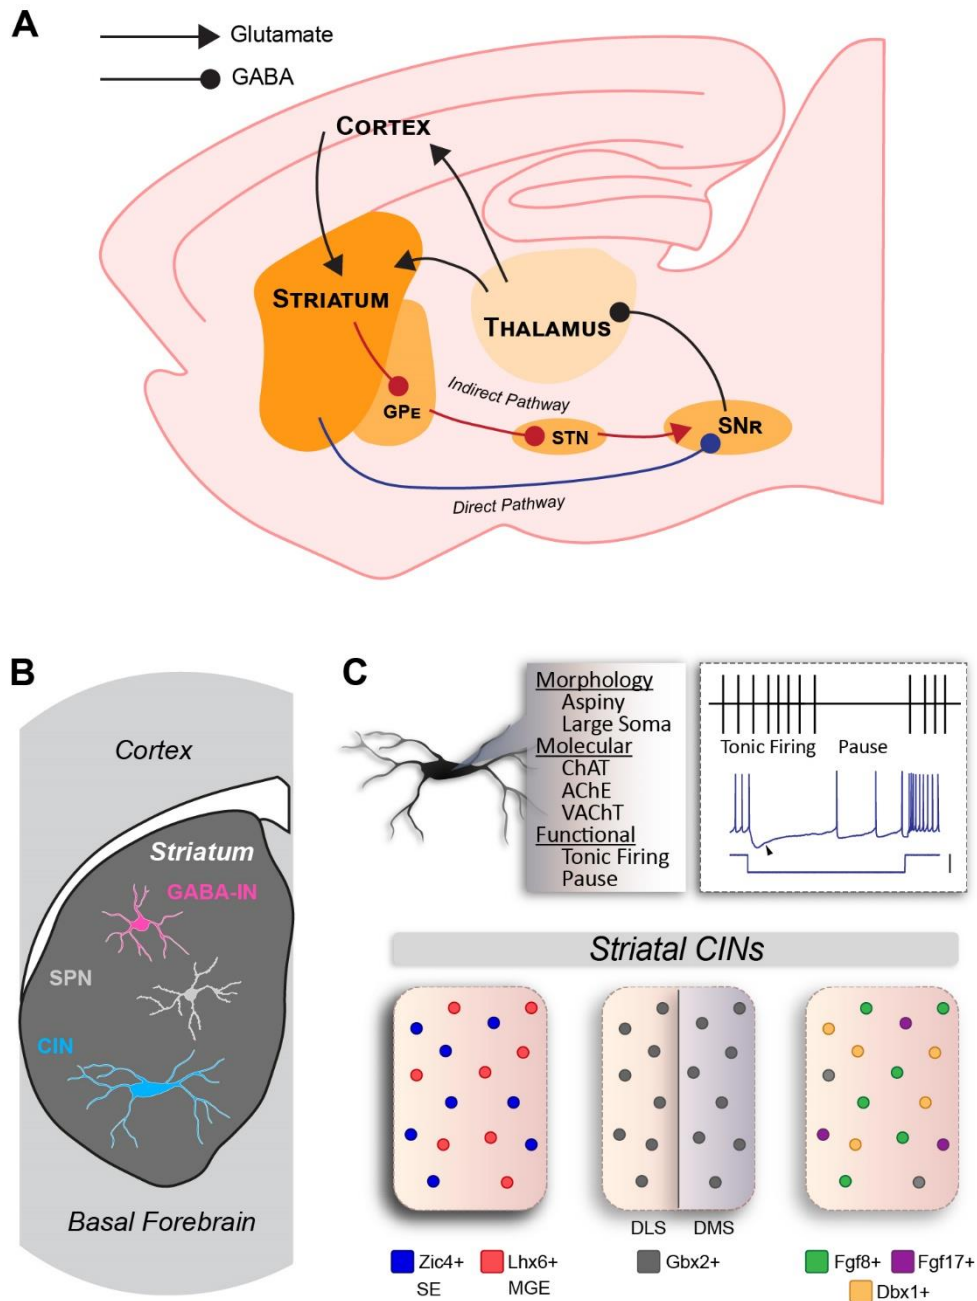 A
Glutamate
GABA
CORTEX
STRIATUM
THALAMUS
GPE
Indirect Pathway
STN
SNR
Direct Pathway
B
Cortex
Striatum
GABA-IN
SPN
CIN
Basal Forebrain
C
Morphology
Aspiny
Large Soma
Molecular
ChAT
AChE
VAChT
Functional
Tonic Firing
Pause
Tonic Firing Pause
Striatal CINs
DLS DMS
Zic4+ Lhx6+
SE MGE
Gbx2+
Fgf8+ Fgf17+
Dbx1+